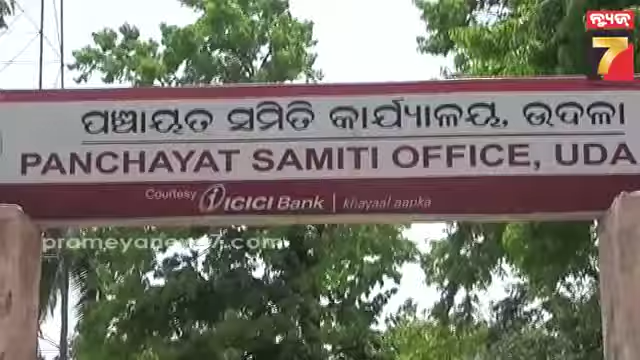 ନ୍ୟୁଜ୍
7
ପଞ୍ଚାୟତ ସମିତି କାର୍ଯ୍ୟାଳୟ, ଉଦଳା
PANCHAYAT SAMITI OFFICE, UDA
Courtesy ICICI Bank | khayaal aapka
prameyanews7.com